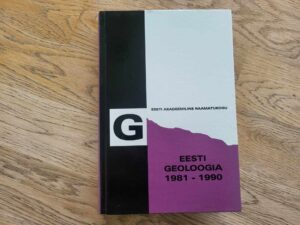 EESTI AKADEEMILINE RAAMATUKOGU
G
EESTI
GEOLOOGIA
1981 - 1990